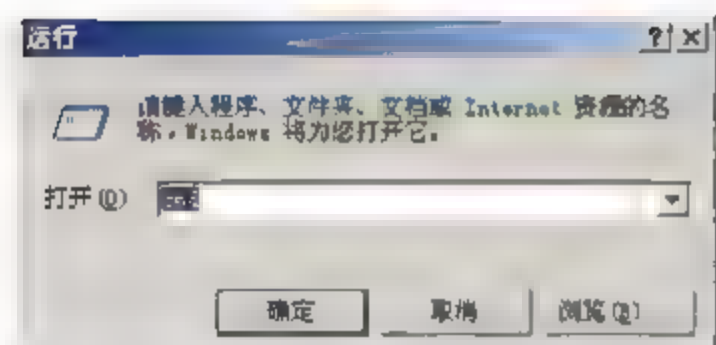 运行
请键入程序、文件夹、文档或 Internet 资源的名
称，Windows 将为您打开它。
打开(O)
确定 取消 浏览(B)